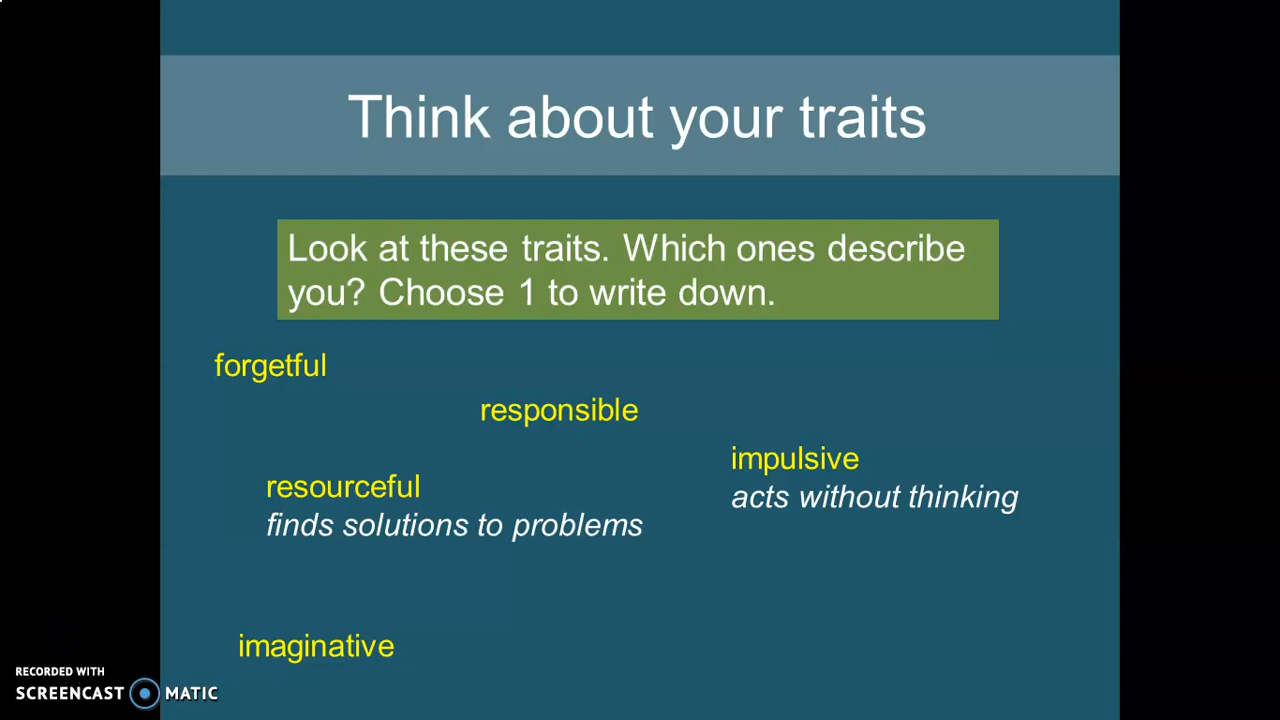 Think about your traits
Look at these traits. Which ones describe
you? Choose 1 to write down.
forgetful
responsible
impulsive
acts without thinking
resourceful
finds solutions to problems
imaginative
RECORDED WITH
SCREENCAST MATIC